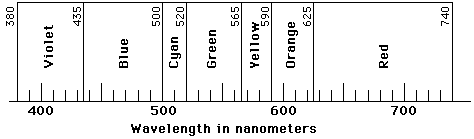 380 435 500 520 565 590 625 740
Violet Blue Cyan Green Yellow Orange Red
400 500 600 700
Wavelength in nanometers